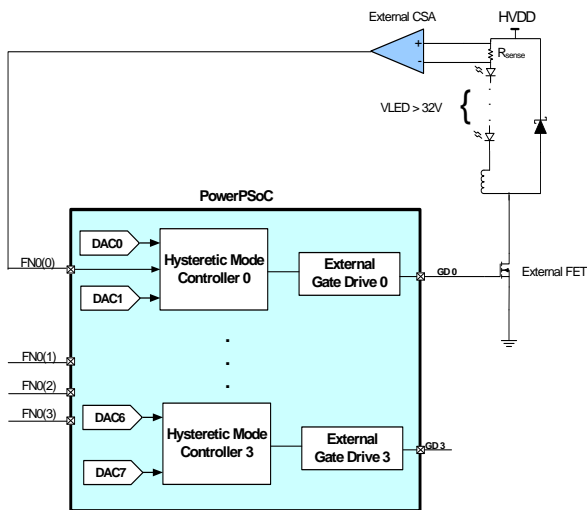 External CSA
HVDD
+
-
Rsense
VLED > 32V
{
PowerPSoC
DAC0
FN0(0)
Hysteretic Mode
Controller 0
External
Gate Drive 0
GD 0
External FET
DAC1
.
.
.
FN0(1)
FN0(2)
FN0(3)
DAC6
Hysteretic Mode
Controller 3
External
Gate Drive 3
GD 3
DAC7